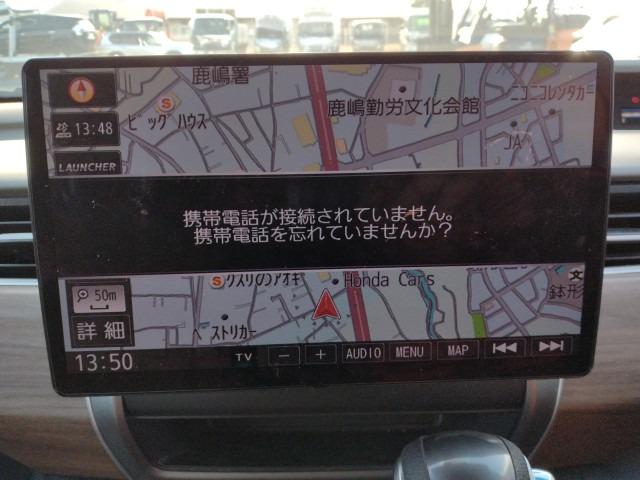 鹿嶋署
ニコニコレンタカー
鹿嶋勤労文化会館
ビッグ ハウス
13:48
JA
LAUNCHER
携帯電話が接続されていません。
携帯電話を忘れていませんか？
クスリのアオキ
Honda Cars
文
50m
鉢形
詳細
ベストリカー
13:50
TV
－
＋
AUDIO
MENU
MAP